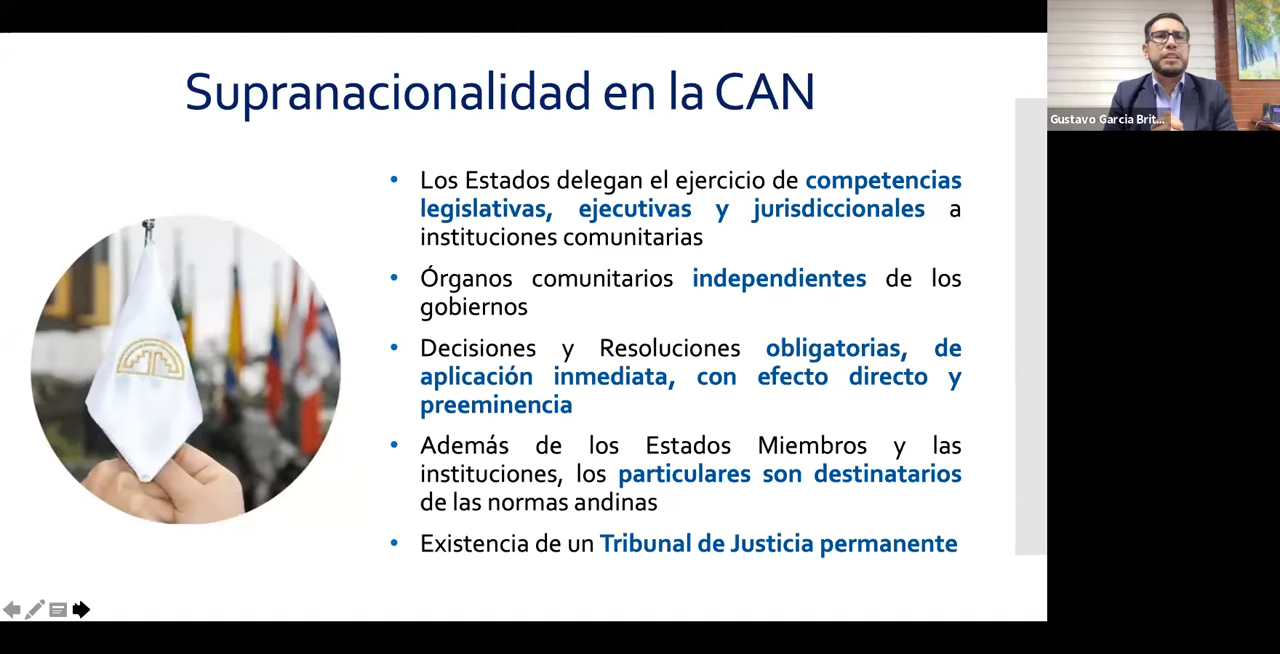 Supranacionalidad en la CAN
• Los Estados delegan el ejercicio de competencias
legislativas, ejecutivas y jurisdiccionales a
instituciones comunitarias
• Órganos comunitarios independientes de los
gobiernos
• Decisiones y Resoluciones obligatorias, de
aplicación inmediata, con efecto directo y
preeminencia
• Además de los Estados Miembros y las
instituciones, los particulares son destinatarios
de las normas andinas
• Existencia de un Tribunal de Justicia permanente
Gustavo Garcia Brit...